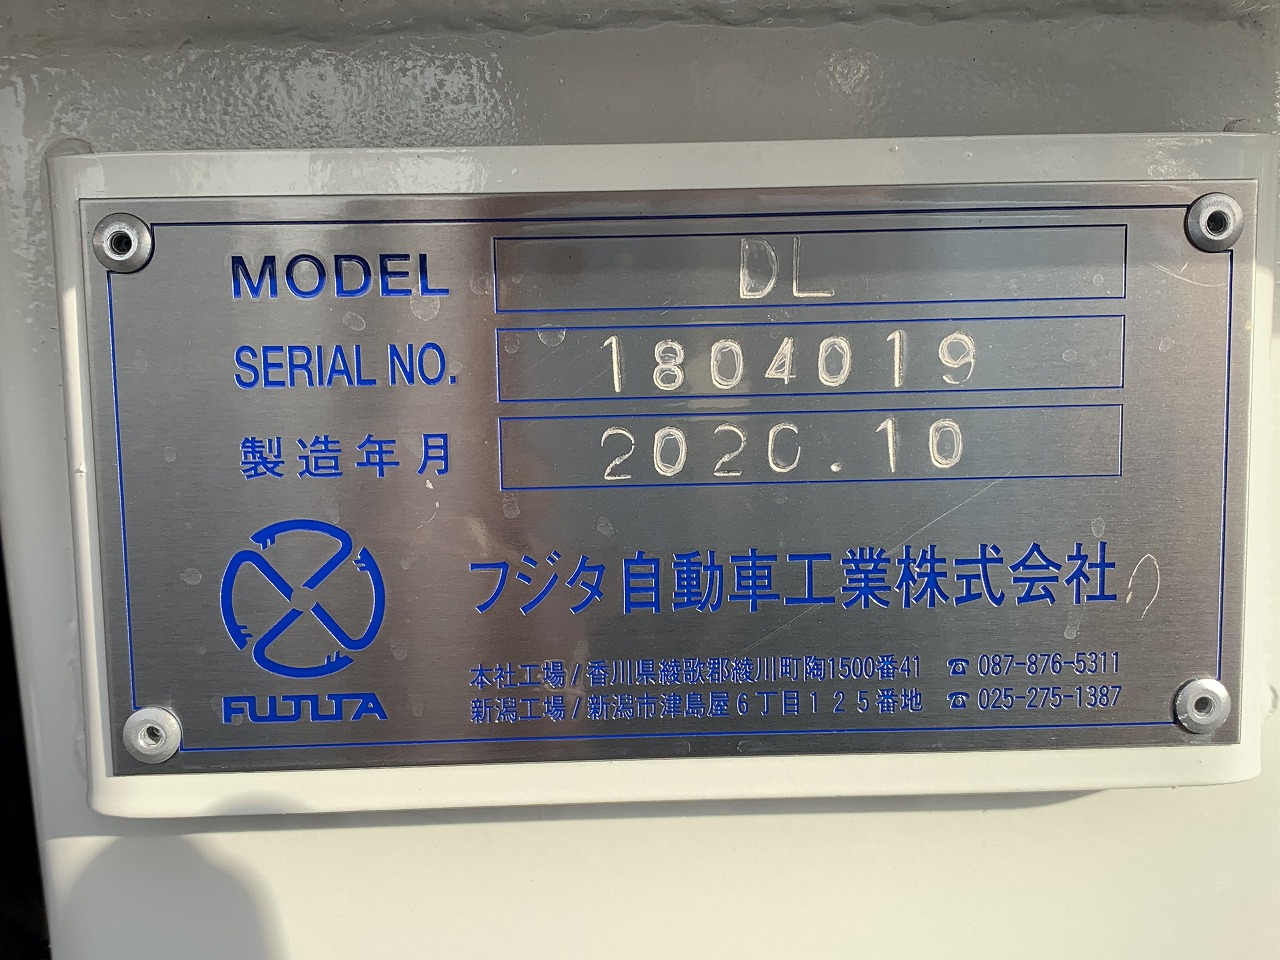 MODEL DL
SERIAL NO. 1804019
製造年月 2020.10
フジタ自動車工業株式会社
FUJITA
本社工場/香川県綾歌郡綾川町陶1500番41 ☎ 087-876-5311
新潟工場/新潟市津島屋6丁目125番地 ☎ 025-275-1387